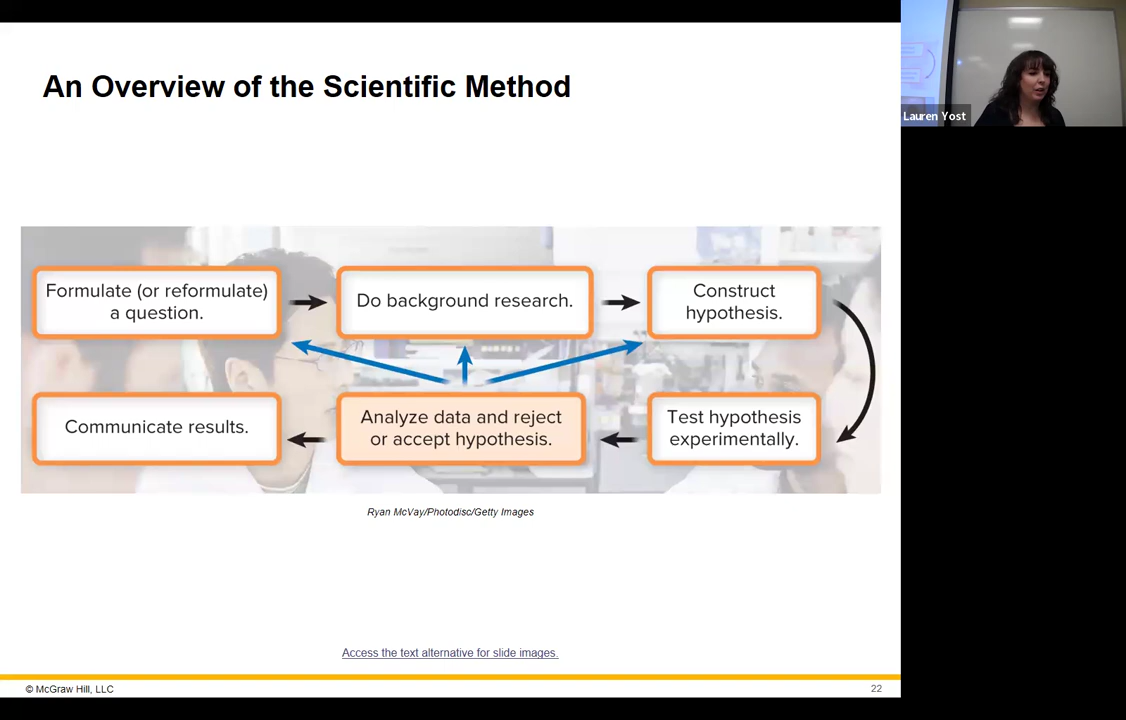 An Overview of the Scientific Method
Lauren Yost
Formulate (or reformulate)
a question.
Do background research.
Construct
hypothesis.
Communicate results.
Analyze data and reject
or accept hypothesis.
Test hypothesis
experimentally.
Ryan McVay/Photodisc/Getty Images
Access the text alternative for slide images.
© McGraw Hill, LLC
22